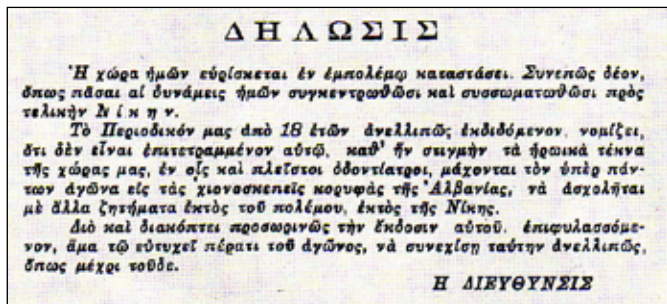 ΔΗΛΩΣΙΣ
Ἡ χώρα ἡμῶν εὑρίσκεται ἐν ἐμπολέμῳ καταστάσει. Συνεπῶς δέον,
ὅπως πᾶσαι αἱ δυνάμεις ἡμῶν συγκεντρωθῶσι καὶ συσσωματωθῶσι πρὸς
τελικὴν Νίκην.
Τὸ Περιοδικόν μας ἀπὸ 18 ἐτῶν ἀνελλιπῶς ἐκδιδόμενον, νομίζει,
ὅτι δὲν εἶναι ἐπιτετραμμένον αὐτῷ, καθ' ἣν στιγμὴν τὰ ἡρωικὰ τέκνα
τῆς χώρας μας, ἐν οἷς καὶ πλεῖστοι ὀδοντίατροι, μάχονται τὸν ὑπὲρ πάν-
των ἀγῶνα εἰς τὰς χιονοσκεπεῖς κορυφὰς τῆς Ἀλβανίας, νὰ ἀσχολῆται
μὲ ἄλλα ζητήματα ἐκτὸς τοῦ πολέμου, ἐκτὸς τῆς Νίκης.
Διὸ καὶ διακόπτει προσωρινῶς τὴν ἔκδοσιν αὐτοῦ, ἐπιφυλασσόμε-
νον, ἅμα τῷ εὐτυχεῖ πέρατι τοῦ ἀγῶνος, νὰ συνεχίσῃ ταύτην ἀνελλιπῶς,
ὅπως μέχρι τοῦδε.
Η ΔΙΕΥΘΥΝΣΙΣ